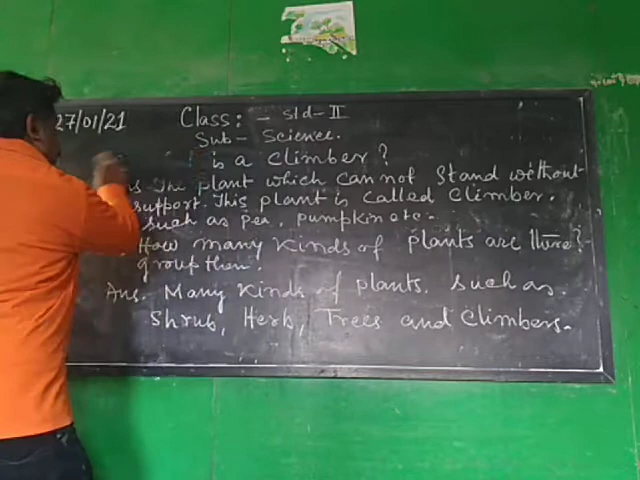 27/01/21 Class: - Std-II
Sub- Science.
is a climber?
The plant which can not stand without
support. This plant is called climber.
such as pea, pumpkin etc.
How many kinds of plants are there?
group them.
Ans. Many kinds of plants. such as.
Shrub, Herb, Trees and climbers.